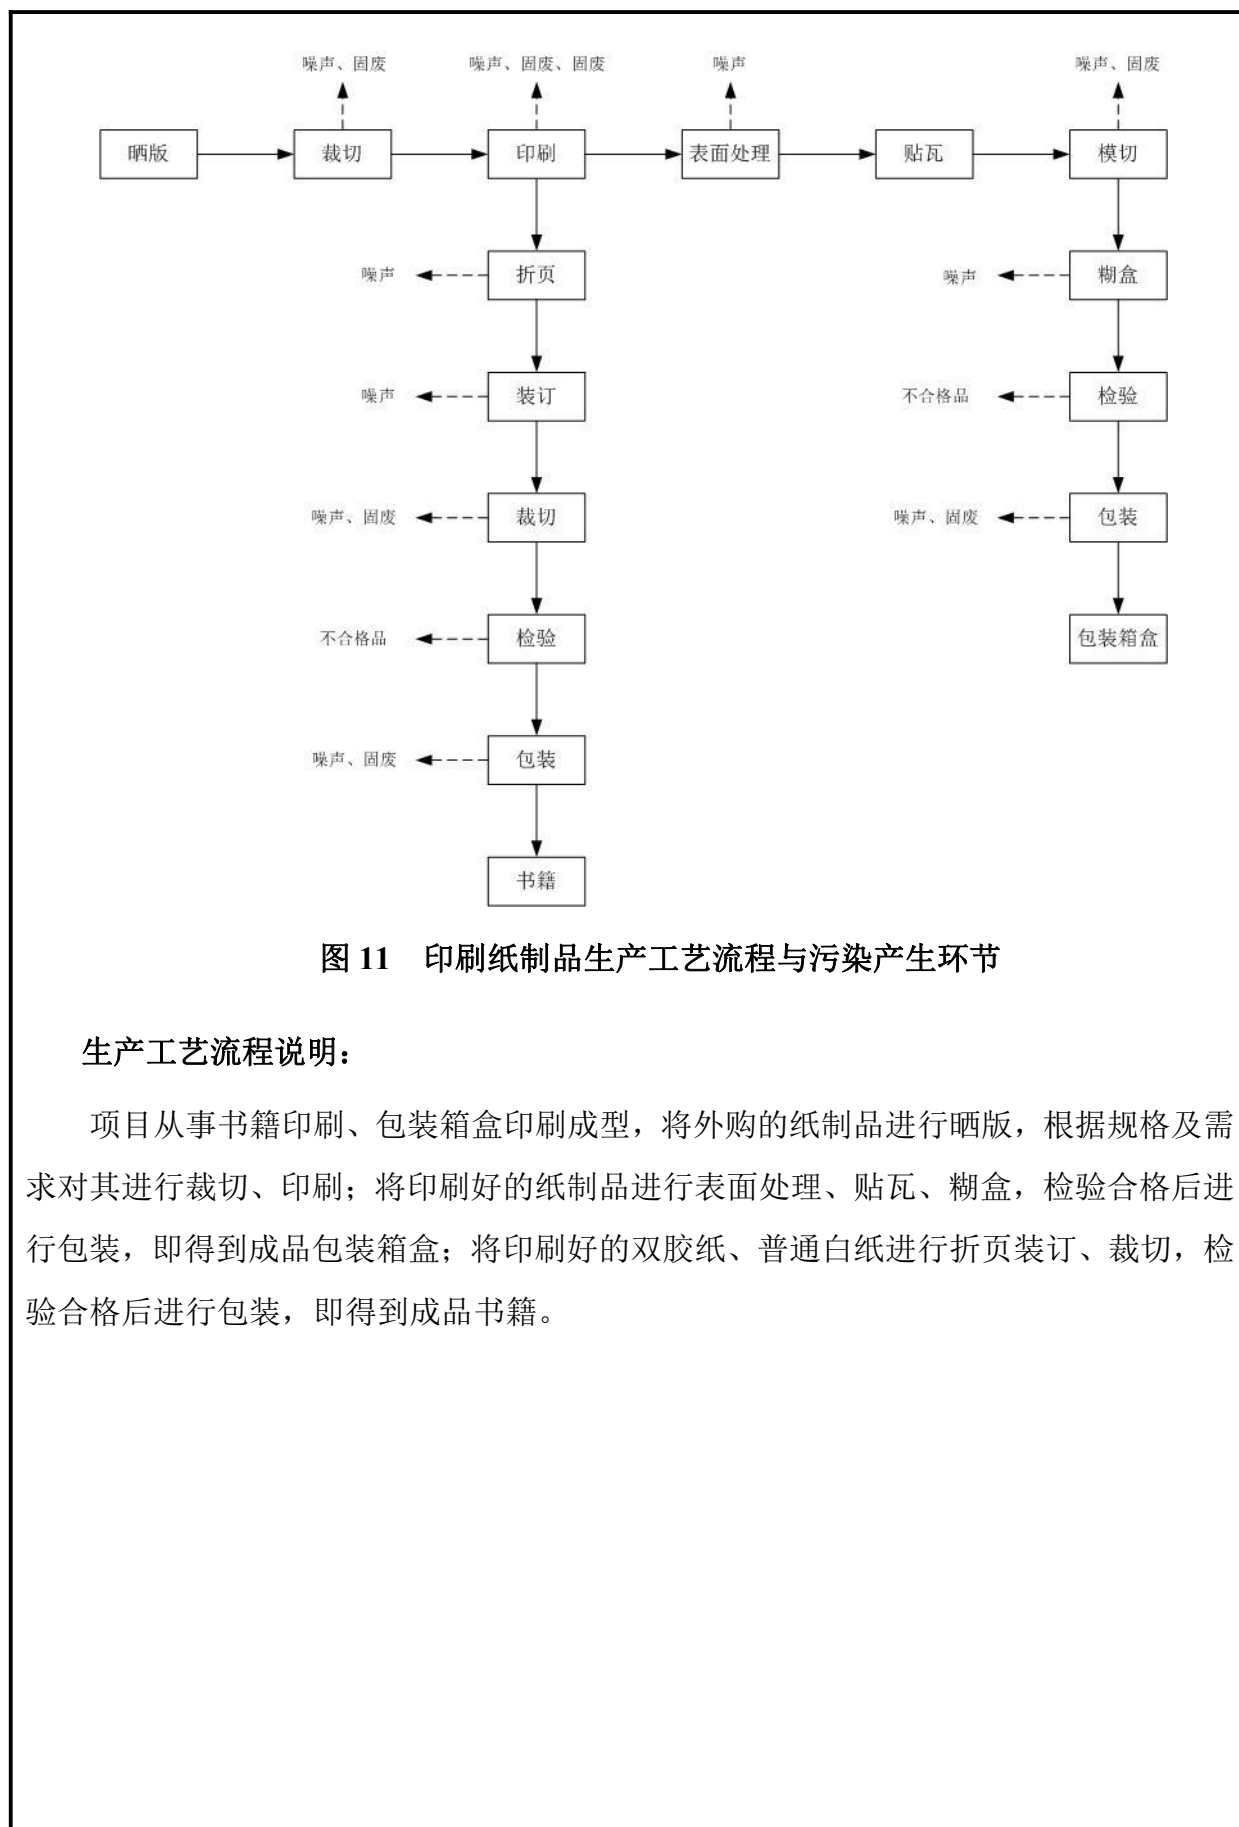 噪声、固废
噪声、固废、固废
噪声
噪声、固废
晒版
裁切
印刷
表面处理
贴瓦
模切
噪声
折页
噪声
糊盒
噪声
装订
不合格品
检验
噪声、固废
裁切
噪声、固废
包装
不合格品
检验
包装箱盒
噪声、固废
包装
书籍
图 11 印刷纸制品生产工艺流程与污染产生环节
生产工艺流程说明：
项目从事书籍印刷、包装箱盒印刷成型，将外购的纸制品进行晒版，根据规格及需
求对其进行裁切、印刷；将印刷好的纸制品进行表面处理、贴瓦、糊盒，检验合格后进
行包装，即得到成品包装箱盒；将印刷好的双胶纸、普通白纸进行折页装订、裁切，检
验合格后进行包装，即得到成品书籍。